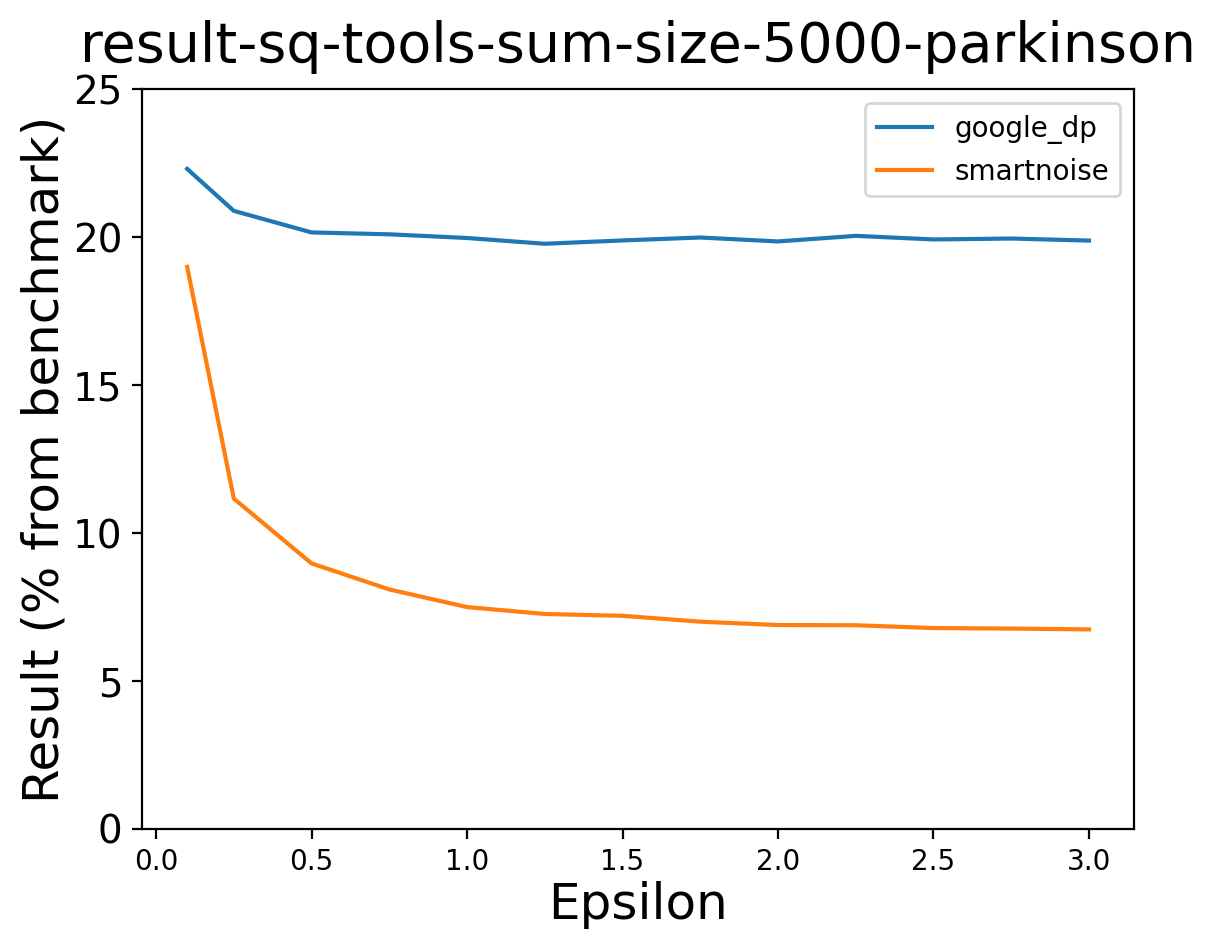 result-sq-tools-sum-size-5000-parkinson
google_dp
smartnoise
Result (% from benchmark)
25
20
15
10
5
0
0.0 0.5 1.0 1.5 2.0 2.5 3.0
Epsilon